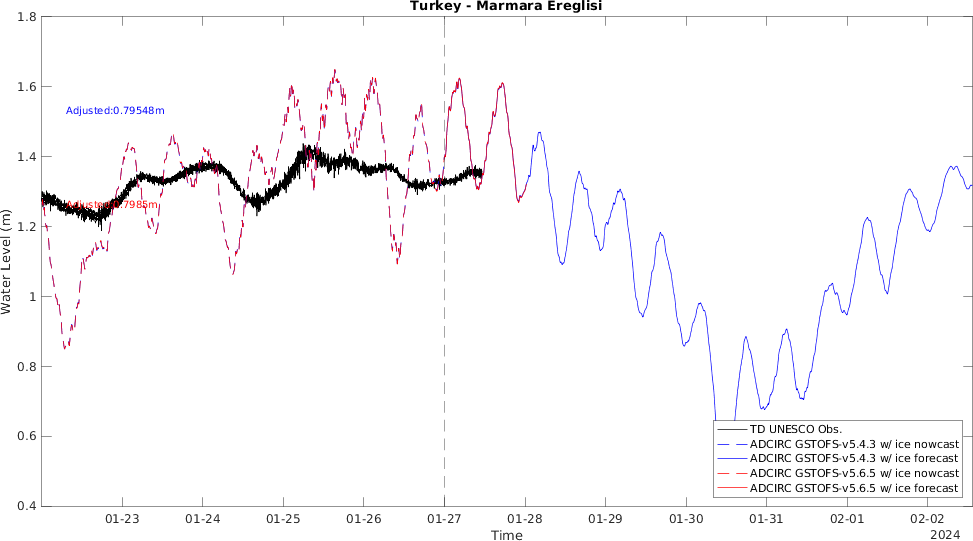 Turkey - Marmara Ereglisi
1.8
1.6
1.4
1.2
1
0.8
0.6
0.4
Water Level (m)
Adjusted:0.79548m
Adjusted:0.7985m
TD UNESCO Obs.
ADCIRC GSTOFS-v5.4.3 w/ ice nowcast
ADCIRC GSTOFS-v5.4.3 w/ ice forecast
ADCIRC GSTOFS-v5.6.5 w/ ice nowcast
ADCIRC GSTOFS-v5.6.5 w/ ice forecast
01-23 01-24 01-25 01-26 01-27 01-28 01-29 01-30 01-31 02-01 02-02
Time 2024